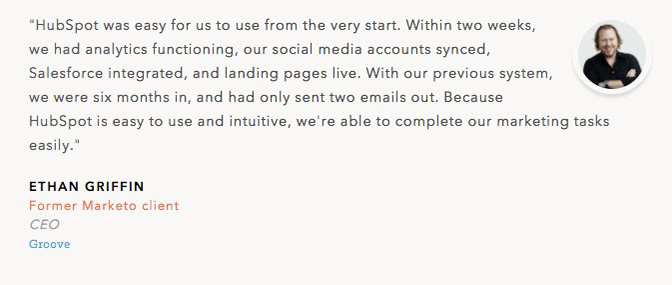 "HubSpot was easy for us to use from the very start. Within two weeks,
we had analytics functioning, our social media accounts synced,
Salesforce integrated, and landing pages live. With our previous system,
we were six months in, and had only sent two emails out. Because
HubSpot is easy to use and intuitive, we're able to complete our marketing tasks
easily."
ETHAN GRIFFIN
Former Marketo client
CEO
Groove